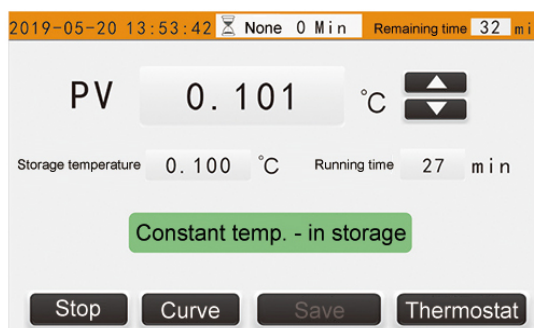 2019-05-20 13:53:42 None 0 Min Remaining time 32 mi
PV 0.101 °C
Storage temperature 0.100 °C Running time 27 min
Constant temp. - in storage
Stop Curve Save Thermostat